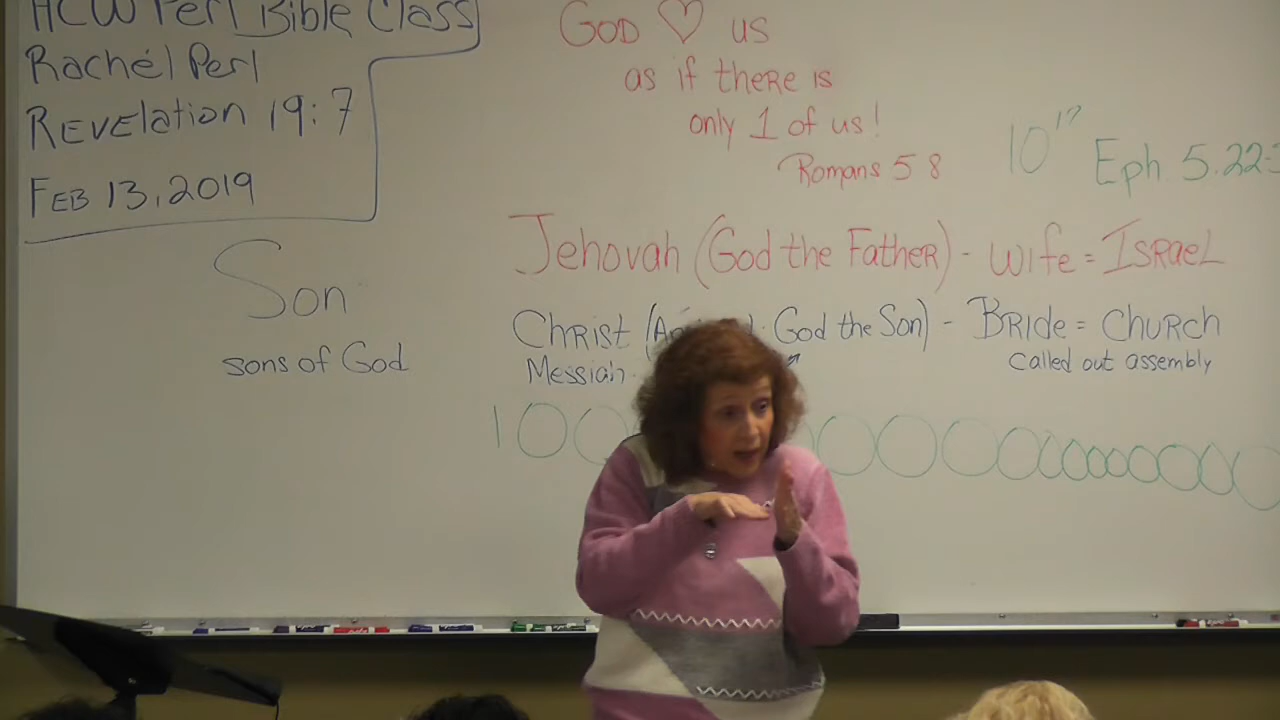 HCW Perl Bible Class
Rachel Perl
Revelation 19:7
Feb 13, 2019
God ♡ us
as if there is
only 1 of us!
Romans 5 8
10¹⁷
Eph 5.22-3
Son
sons of God
Jehovah (God the Father) - wife = Israel
Christ God the Son) - Bride = Church
Messiah called out assembly